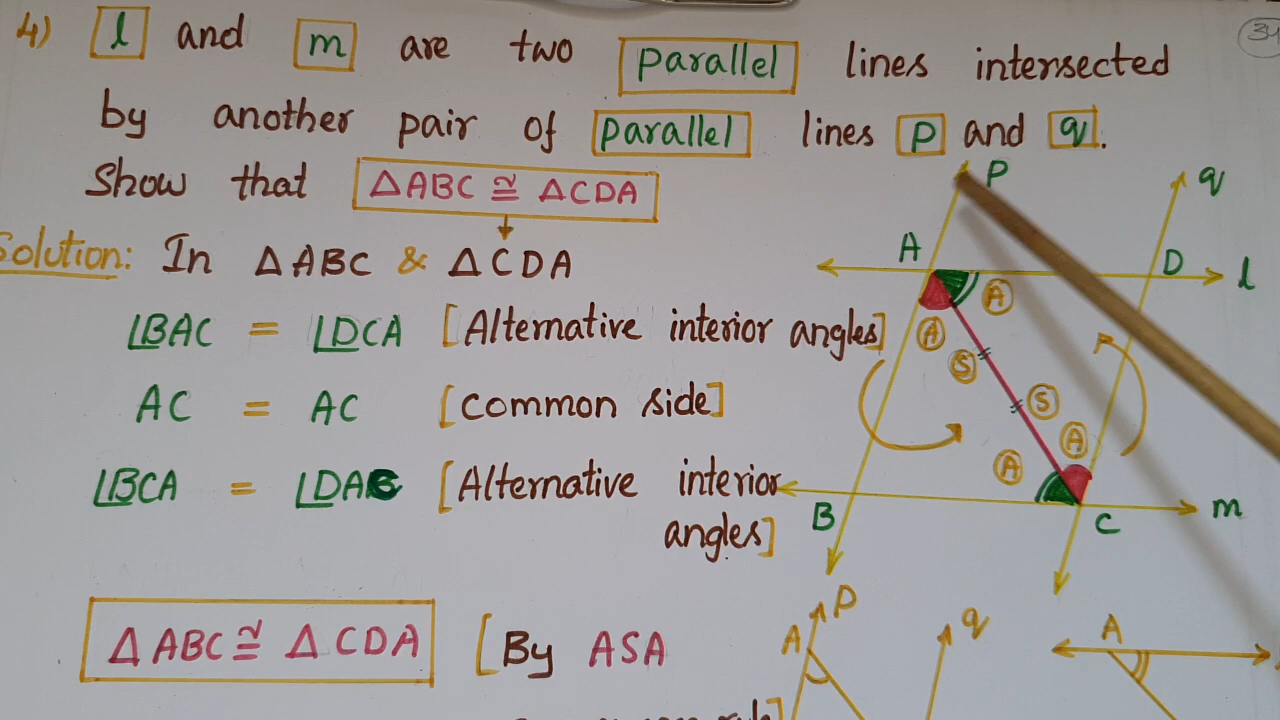 4) l and m are two parallel lines intersected
by another pair of parallel lines p and q.
Show that ΔABC ≅ ΔCDA
Solution: In ΔABC & ΔCDA
∠BAC = ∠DCA [Alternative interior angles]
AC = AC [Common side]
∠BCA = ∠DAC [Alternative interior
angles]
ΔABC ≅ ΔCDA [By ASA
P
q
A
D
l
A
A
S
S
A
A
B
C
m
p
q
A
A